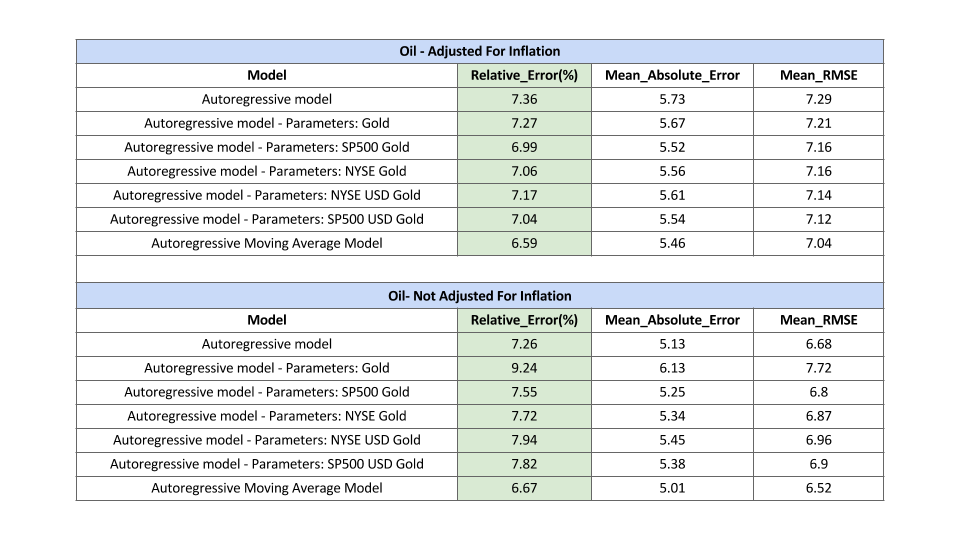 Oil - Adjusted For Inflation
Model Relative_Error(%) Mean_Absolute_Error Mean_RMSE
Autoregressive model 7.36 5.73 7.29
Autoregressive model - Parameters: Gold 7.27 5.67 7.21
Autoregressive model - Parameters: SP500 Gold 6.99 5.52 7.16
Autoregressive model - Parameters: NYSE Gold 7.06 5.56 7.16
Autoregressive model - Parameters: NYSE USD Gold 7.17 5.61 7.14
Autoregressive model - Parameters: SP500 USD Gold 7.04 5.54 7.12
Autoregressive Moving Average Model 6.59 5.46 7.04
Oil- Not Adjusted For Inflation
Model Relative_Error(%) Mean_Absolute_Error Mean_RMSE
Autoregressive model 7.26 5.13 6.68
Autoregressive model - Parameters: Gold 9.24 6.13 7.72
Autoregressive model - Parameters: SP500 Gold 7.55 5.25 6.8
Autoregressive model - Parameters: NYSE Gold 7.72 5.34 6.87
Autoregressive model - Parameters: NYSE USD Gold 7.94 5.45 6.96
Autoregressive model - Parameters: SP500 USD Gold 7.82 5.38 6.9
Autoregressive Moving Average Model 6.67 5.01 6.52